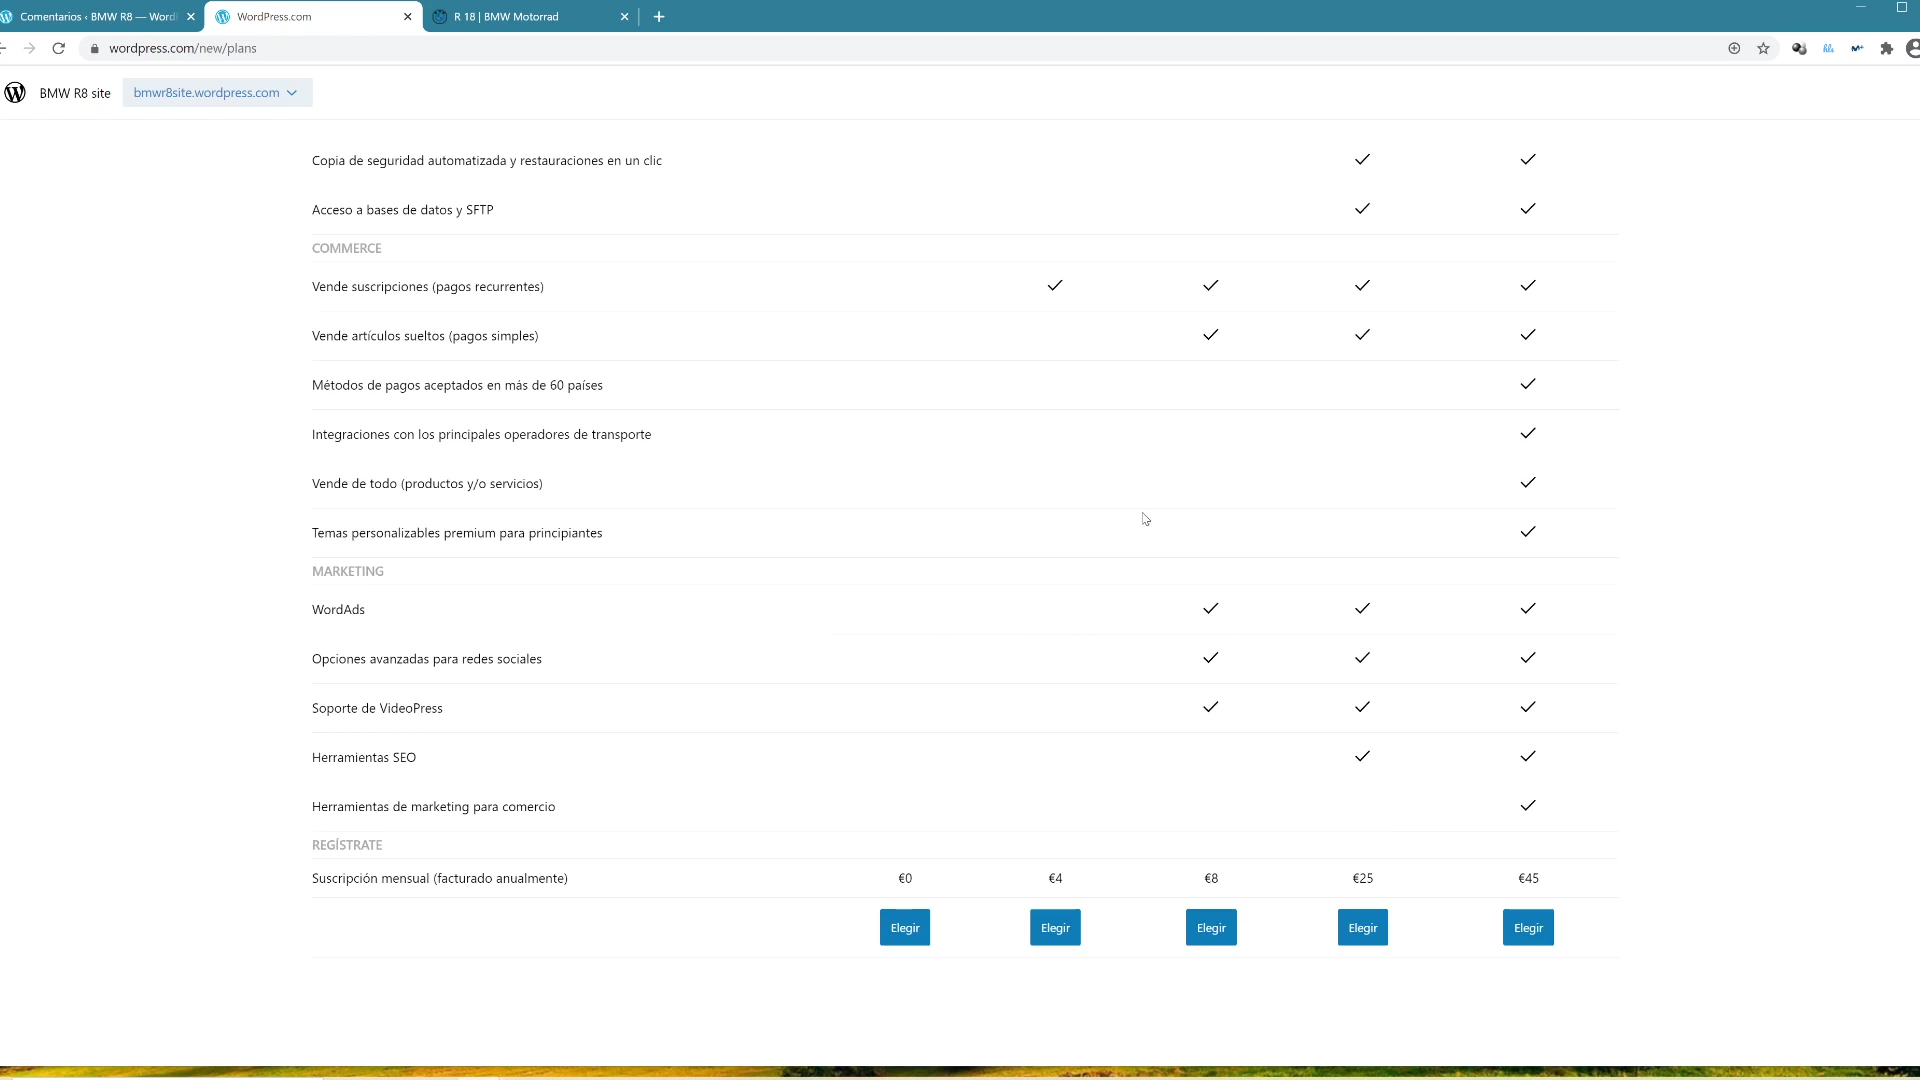 Comentarios ‹ BMW R8 — Word
WordPress.com
R 18 | BMW Motorrad
wordpress.com/new/plans
BMW R8 site
bmwr8site.wordpress.com
Copia de seguridad automatizada y restauraciones en un clic
Acceso a bases de datos y SFTP
COMMERCE
Vende suscripciones (pagos recurrentes)
Vende artículos sueltos (pagos simples)
Métodos de pagos aceptados en más de 60 países
Integraciones con los principales operadores de transporte
Vende de todo (productos y/o servicios)
Temas personalizables premium para principiantes
MARKETING
WordAds
Opciones avanzadas para redes sociales
Soporte de VideoPress
Herramientas SEO
Herramientas de marketing para comercio
REGÍSTRATE
Suscripción mensual (facturado anualmente) €0 €4 €8 €25 €45
Elegir Elegir Elegir Elegir Elegir